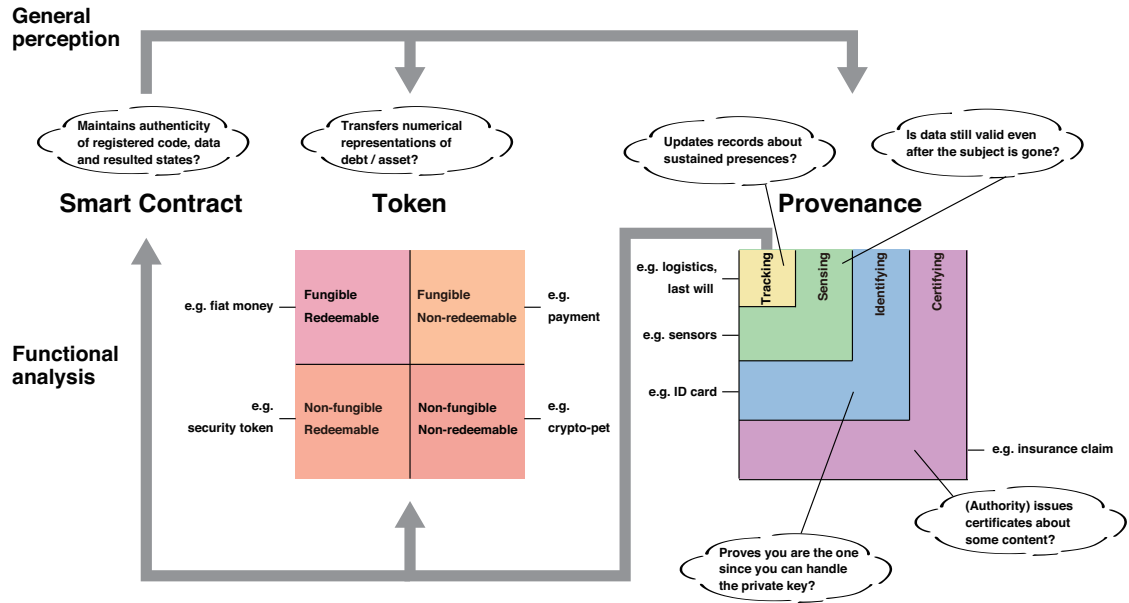 General
perception
Maintains authenticity
of registered code, data
and resulted states?
Transfers numerical
representations of
debt / asset?
Updates records about
sustained presences?
Is data still valid even
after the subject is gone?
Smart Contract
Token
Provenance
Functional
analysis
e.g. fiat money
Fungible
Redeemable
Fungible
Non-redeemable
e.g.
payment
e.g.
security token
Non-fungible
Redeemable
Non-fungible
Non-redeemable
e.g.
crypto-pet
e.g. logistics,
last will
e.g. sensors
e.g. ID card
Tracking
Sensing
Identifying
Certifying
e.g. insurance claim
(Authority) issues
certificates about
some content?
Proves you are the one
since you can handle
the private key?